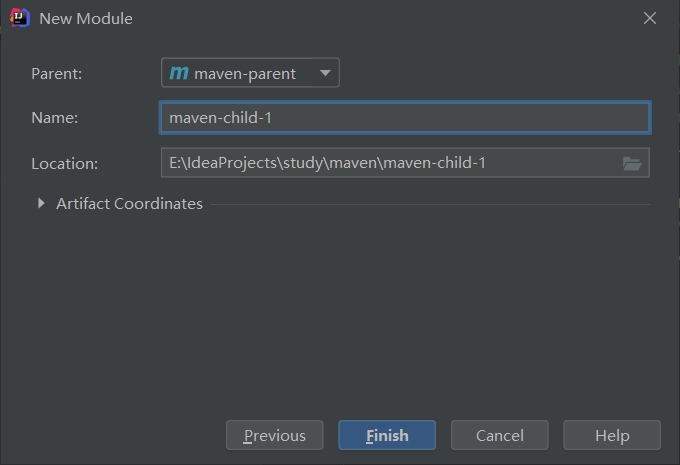 New Module
Parent: maven-parent
Name: maven-child-1
Location: E:\IdeaProjects\study\maven\maven-child-1
Artifact Coordinates
Previous Finish Cancel Help